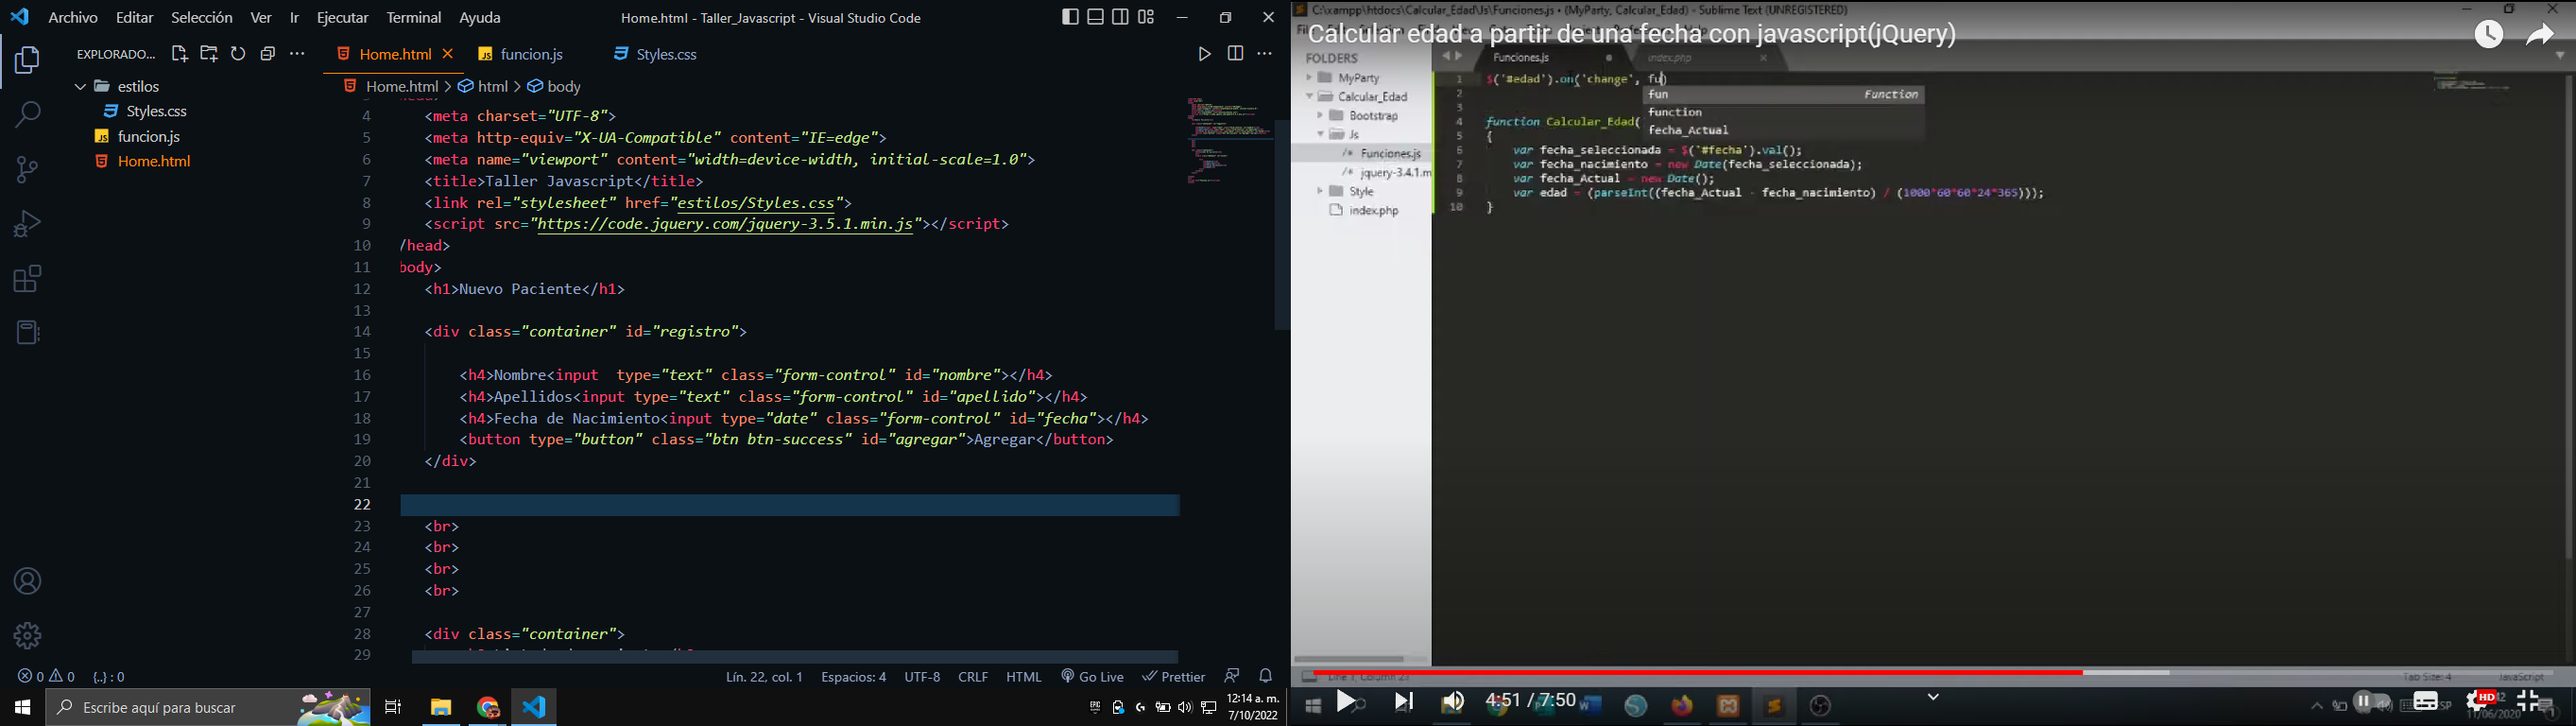 Archivo Editar Selección Ver Ir Ejecutar Terminal Ayuda
Home.html - Taller_Javascript - Visual Studio Code
EXPLORADO...
estilos
Styles.css
funcion.js
Home.html
Home.html funcion.js Styles.css
Home.html > html > body
4 <meta charset="UTF-8">
5 <meta http-equiv="X-UA-Compatible" content="IE=edge">
6 <meta name="viewport" content="width=device-width, initial-scale=1.0">
7 <title>Taller Javascript</title>
8 <link rel="stylesheet" href="estilos/Styles.css">
9 <script src="https://code.jquery.com/jquery-3.5.1.min.js"></script>
10 /head>
11 body>
12 <h1>Nuevo Paciente</h1>
13
14 <div class="container" id="registro">
15
16 <h4>Nombre<input  type="text" class="form-control" id="nombre"></h4>
17 <h4>Apellidos<input type="text" class="form-control" id="apellido"></h4>
18 <h4>Fecha de Nacimiento<input type="date" class="form-control" id="fecha"></h4>
19 <button type="button" class="btn btn-success" id="agregar">Agregar</button>
20 </div>
21
22
23 <br>
24 <br>
25 <br>
26 <br>
27
28 <div class="container">
29
0 0 {..} : 0
Lín. 22, col. 1 Espacios: 4 UTF-8 CRLF HTML Go Live Prettier
Escribe aquí para buscar
12:14 a. m.
7/10/2022
C:\xampp\htdocs\Calcular_Edad\Js\Funciones.js • (MyParty, Calcular_Edad) - Sublime Text (UNREGISTERED)
Calcular edad a partir de una fecha con javascript(jQuery)
FOLDERS
MyParty
Calcular_Edad
Bootstrap
Js
/* Funciones.js
/* jquery-3.4.1.m
Style
index.php
Funciones.js index.php
1 $('#edad').on('change', fu)
fun Function
function
fecha_Actual
2
3
4 function Calcular_Edad(
5 {
6 var fecha_seleccionada = $('#fecha').val();
7 var fecha_nacimiento = new Date(fecha_seleccionada);
8 var fecha_Actual = new Date();
9 var edad = (parseInt((fecha_Actual - fecha_nacimiento) / (1000*60*60*24*365)));
10 }
Tab Size: 4 JavaScript
4:51 / 7:50
HD
11/06/2020